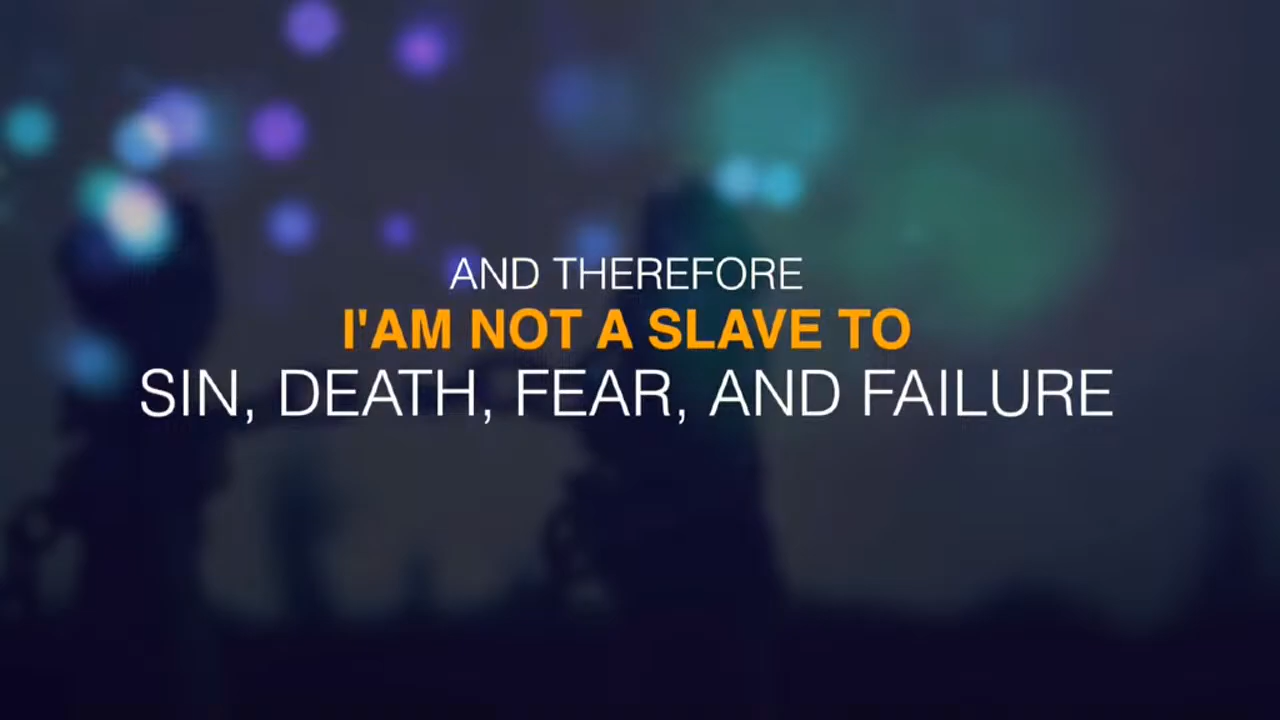 AND THEREFORE
I'AM NOT A SLAVE TO
SIN, DEATH, FEAR, AND FAILURE